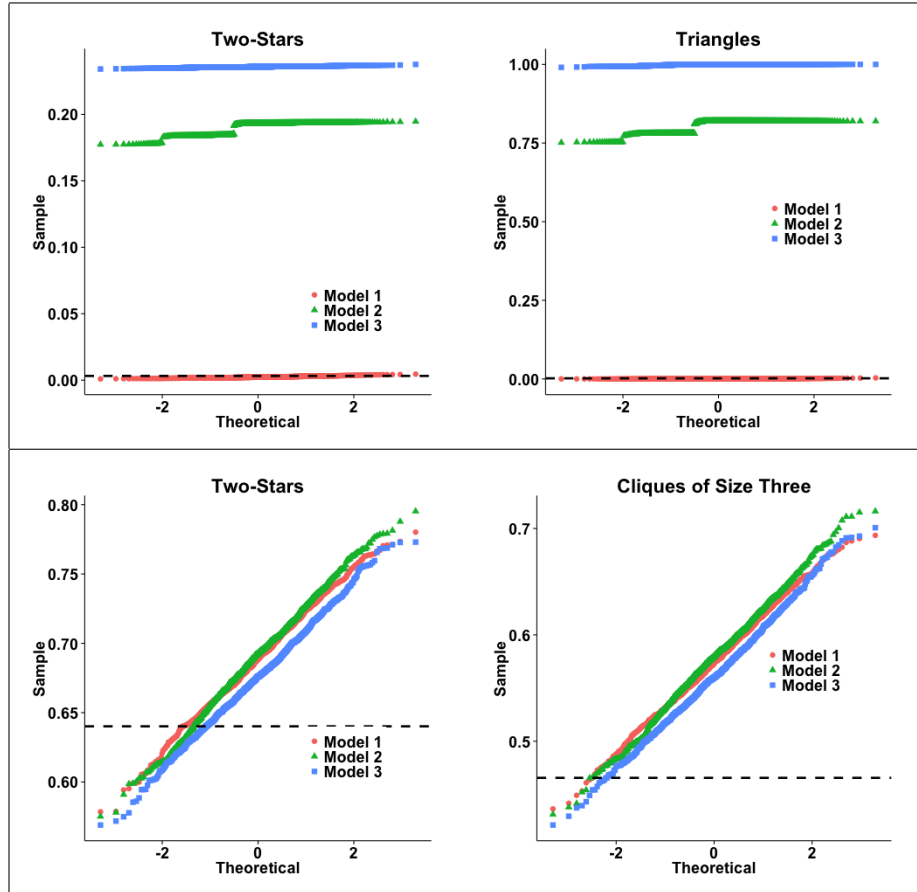 Two-Stars
Sample
0.20
0.15
0.10
0.05
0.00
Model 1
Model 2
Model 3
-2 0 2
Theoretical
Triangles
Sample
1.00
0.75
0.50
0.25
0.00
Model 1
Model 2
Model 3
-2 0 2
Theoretical
Two-Stars
Sample
0.80
0.75
0.70
0.65
0.60
Model 1
Model 2
Model 3
-2 0 2
Theoretical
Cliques of Size Three
Sample
0.7
0.6
0.5
Model 1
Model 2
Model 3
-2 0 2
Theoretical